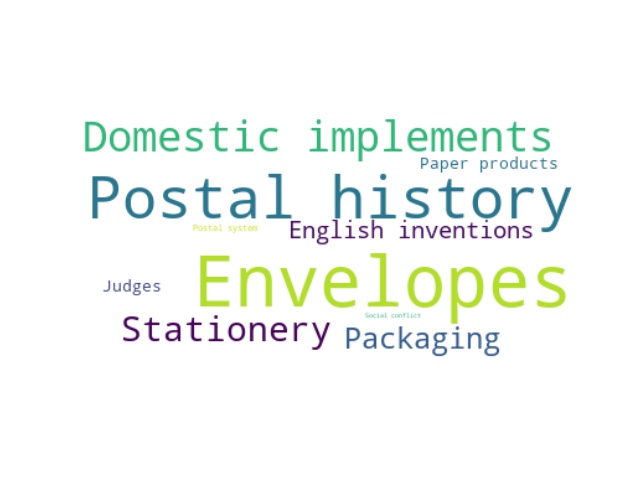 Domestic implements
Paper products
Postal history
Postal system
English inventions
Envelopes
Judges
Social conflict
Stationery
Packaging